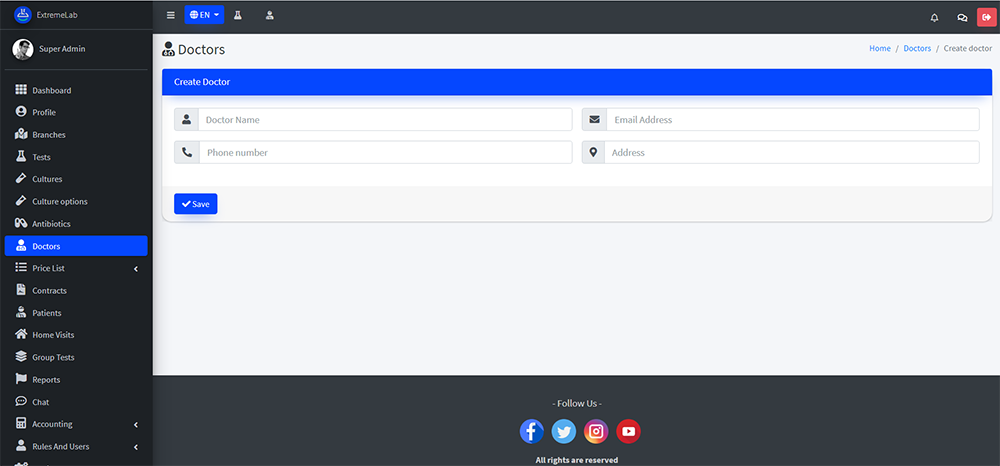 ExtremeLab
EN
Super Admin
Doctors
Home / Doctors / Create doctor
Create Doctor
Doctor Name
Email Address
Phone number
Address
Save
Dashboard
Profile
Branches
Tests
Cultures
Culture options
Antibiotics
Doctors
Price List
Contracts
Patients
Home Visits
Group Tests
Reports
Chat
Accounting
Rules And Users
- Follow Us -
All rights are reserved